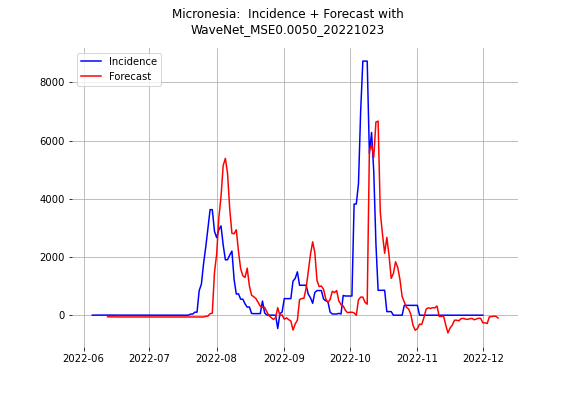 Micronesia:  Incidence + Forecast with
WaveNet_MSE0.0050_20221023
Incidence
Forecast
8000
6000
4000
2000
0
2022-06 2022-07 2022-08 2022-09 2022-10 2022-11 2022-12